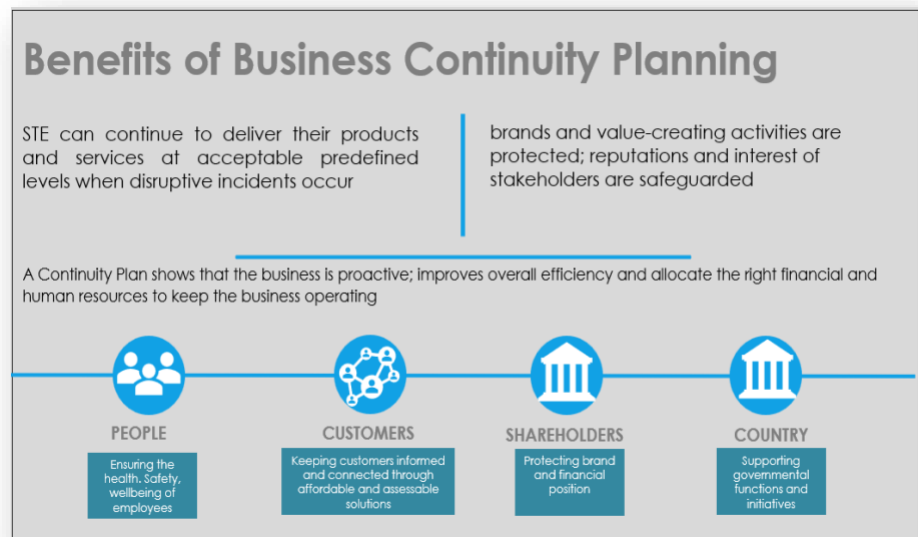 Benefits of Business Continuity Planning
STE can continue to deliver their products
and services at acceptable predefined
levels when disruptive incidents occur
brands and value-creating activities are
protected; reputations and interest of
stakeholders are safeguarded
A Continuity Plan shows that the business is proactive; improves overall efficiency and allocate the right financial and
human resources to keep the business operating
PEOPLE
Ensuring the
health. Safety,
wellbeing of
employees
CUSTOMERS
Keeping customers informed
and connected through
affordable and assessable
solutions
SHAREHOLDERS
Protecting brand
and financial
position
COUNTRY
Supporting
governmental
functions and
initiatives